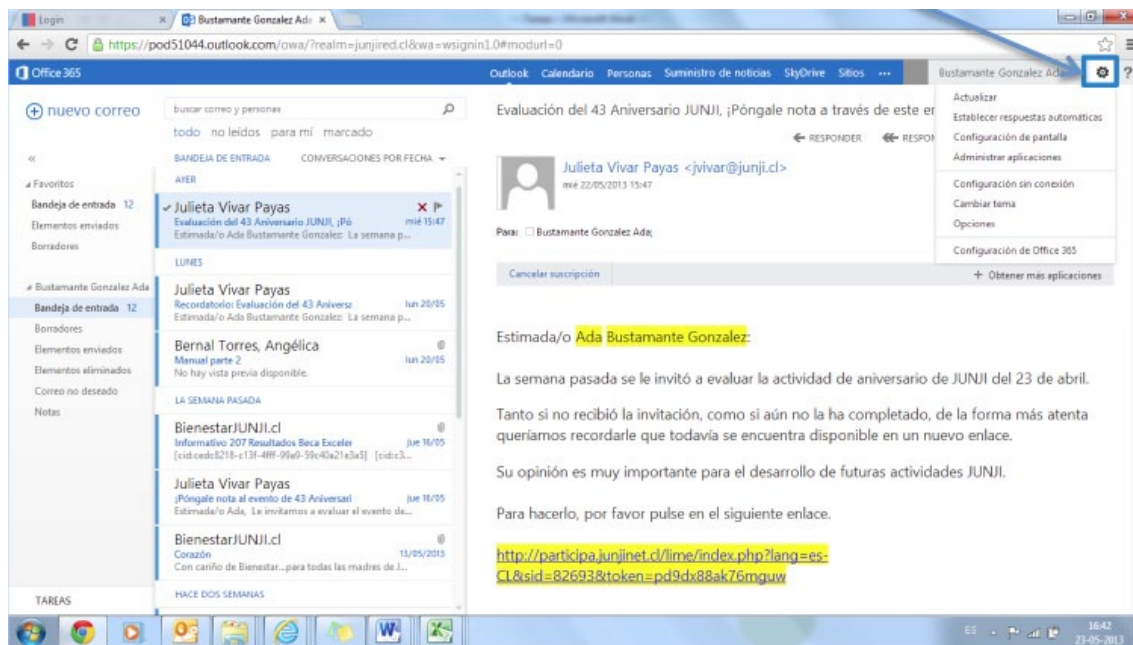 Login
Bustamante Gonzalez Ada
https://pod51044.outlook.com/owa/?realm=junjired.cl&wa=wsignin1.0#modurl=0
Office 365
Outlook Calendario Personas Suministro de noticias SkyDrive Sitios ...
Bustamante Gonzalez Ada
?
nuevo correo
buscar correo y personas
todo no leídos para mí marcado
BANDEJA DE ENTRADA CONVERSACIONES POR FECHA
Favoritos
Bandeja de entrada 12
Elementos enviados
Borradores
Bustamante Gonzalez Ada
Bandeja de entrada 12
Borradores
Elementos enviados
Elementos eliminados
Correo no deseado
Notas
TAREAS
AYER
Julieta Vivar Payas
Evaluación del 43 Aniversario JUNJI, ¡Pó mié 15:47
Estimada/o Ada Bustamante Gonzalez: La semana p...
LUNES
Julieta Vivar Payas
Recordatorio: Evaluación del 43 Aniversa lun 20/05
Estimada/o Ada Bustamante Gonzalez: La semana p...
Bernal Torres, Angélica
Manual parte 2 lun 20/05
No hay vista previa disponible.
LA SEMANA PASADA
BienestarJUNJI.cl
Informativo 207 Resultados Beca Exceler jue 16/05
Julieta Vivar Payas
¡Póngale nota al evento de 43 Aniversari jue 16/05
Estimada/o Ada, Le invitamos a evaluar el evento de...
BienestarJUNJI.cl
Corazón 13/05/2013
Con cariño de Bienestar...para todas las madres de J...
HACE DOS SEMANAS
Evaluación del 43 Aniversario JUNJI, ¡Póngale nota a través de este en
RESPONDER RESPON
Julieta Vivar Payas <jvivar@junji.cl>
mié 22/05/2013 15:47
Para: Bustamante Gonzalez Ada;
Cancelar suscripción
+ Obtener más aplicaciones
Actualizar
Establecer respuestas automáticas
Configuración de pantalla
Administrar aplicaciones
Configuración sin conexión
Cambiar tema
Opciones
Configuración de Office 365
Estimada/o Ada Bustamante Gonzalez:
La semana pasada se le invitó a evaluar la actividad de aniversario de JUNJI del 23 de abril.
Tanto si no recibió la invitación, como si aún no la ha completado, de la forma más atenta
queríamos recordarle que todavía se encuentra disponible en un nuevo enlace.
Su opinión es muy importante para el desarrollo de futuras actividades JUNJI.
Para hacerlo, por favor pulse en el siguiente enlace.
http://participa.junjinet.cl/lime/index.php?lang=es-
CL&sid=82693&token=pd9dx88ak76mguw
ES
16:42
23-05-2013